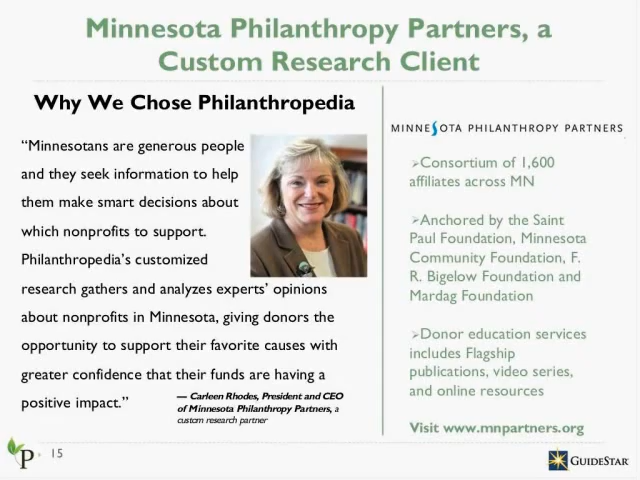 Minnesota Philanthropy Partners, a
Custom Research Client
Why We Chose Philanthropedia
“Minnesotans are generous people
and they seek information to help
them make smart decisions about
which nonprofits to support.
Philanthropedia’s customized
research gathers and analyzes experts’ opinions
about nonprofits in Minnesota, giving donors the
opportunity to support their favorite causes with
greater confidence that their funds are having a
positive impact.”
— Carleen Rhodes, President and CEO
of Minnesota Philanthropy Partners, a
custom research partner
MINNESOTA PHILANTHROPY PARTNERS
➢Consortium of 1,600
affiliates across MN
➢Anchored by the Saint
Paul Foundation, Minnesota
Community Foundation, F.
R. Bigelow Foundation and
Mardag Foundation
➢Donor education services
includes Flagship
publications, video series,
and online resources
Visit www.mnpartners.org
P
15
GUIDESTAR